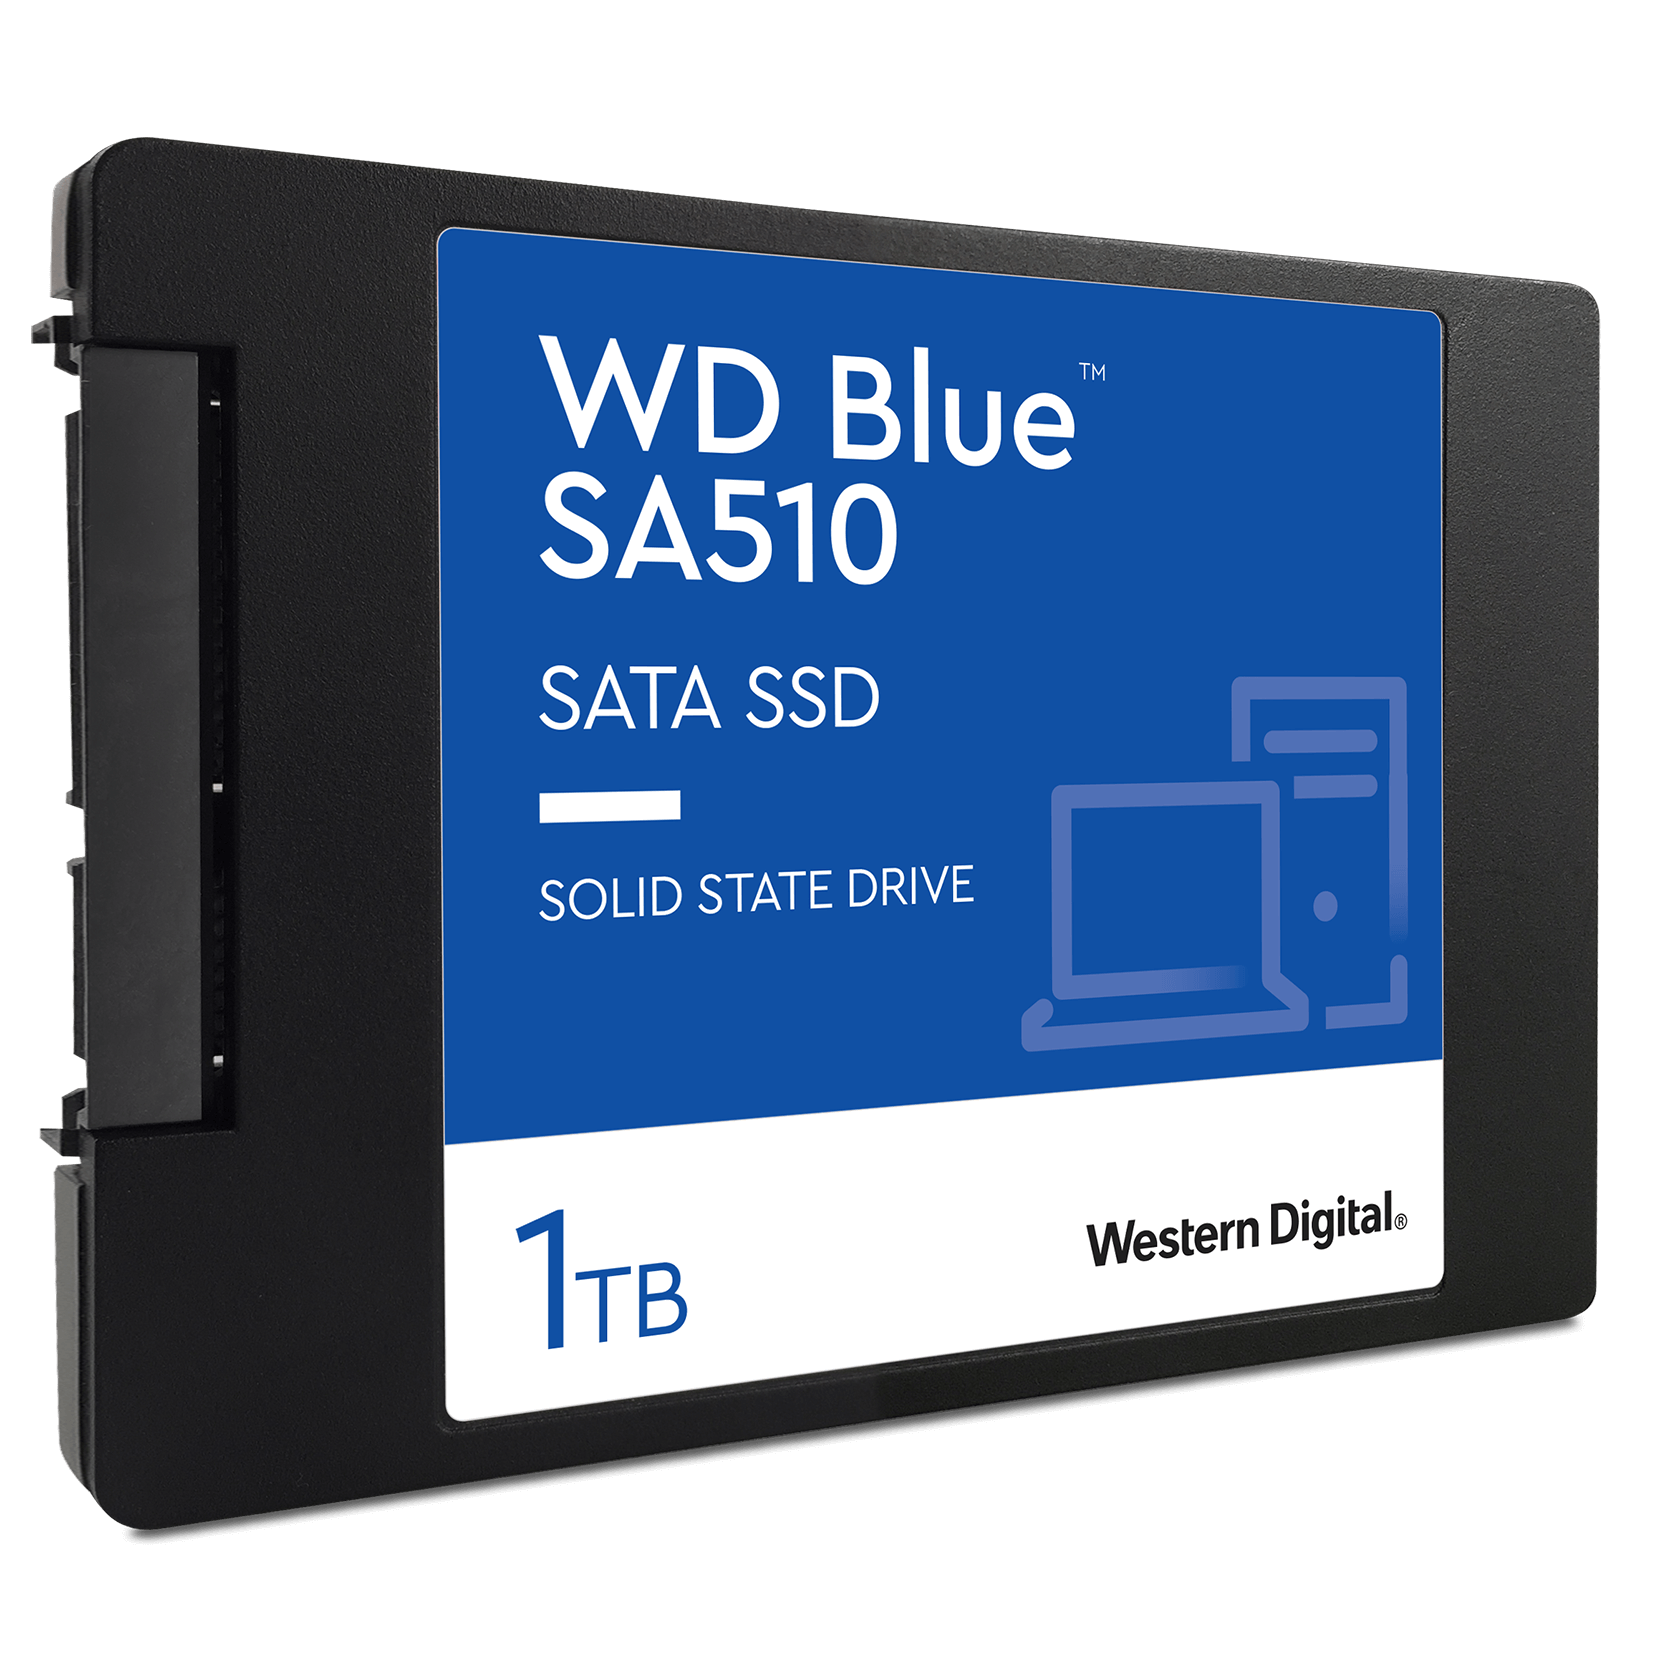 WD Blue™
SA510
SATA SSD
SOLID STATE DRIVE
1TB
Western Digital®